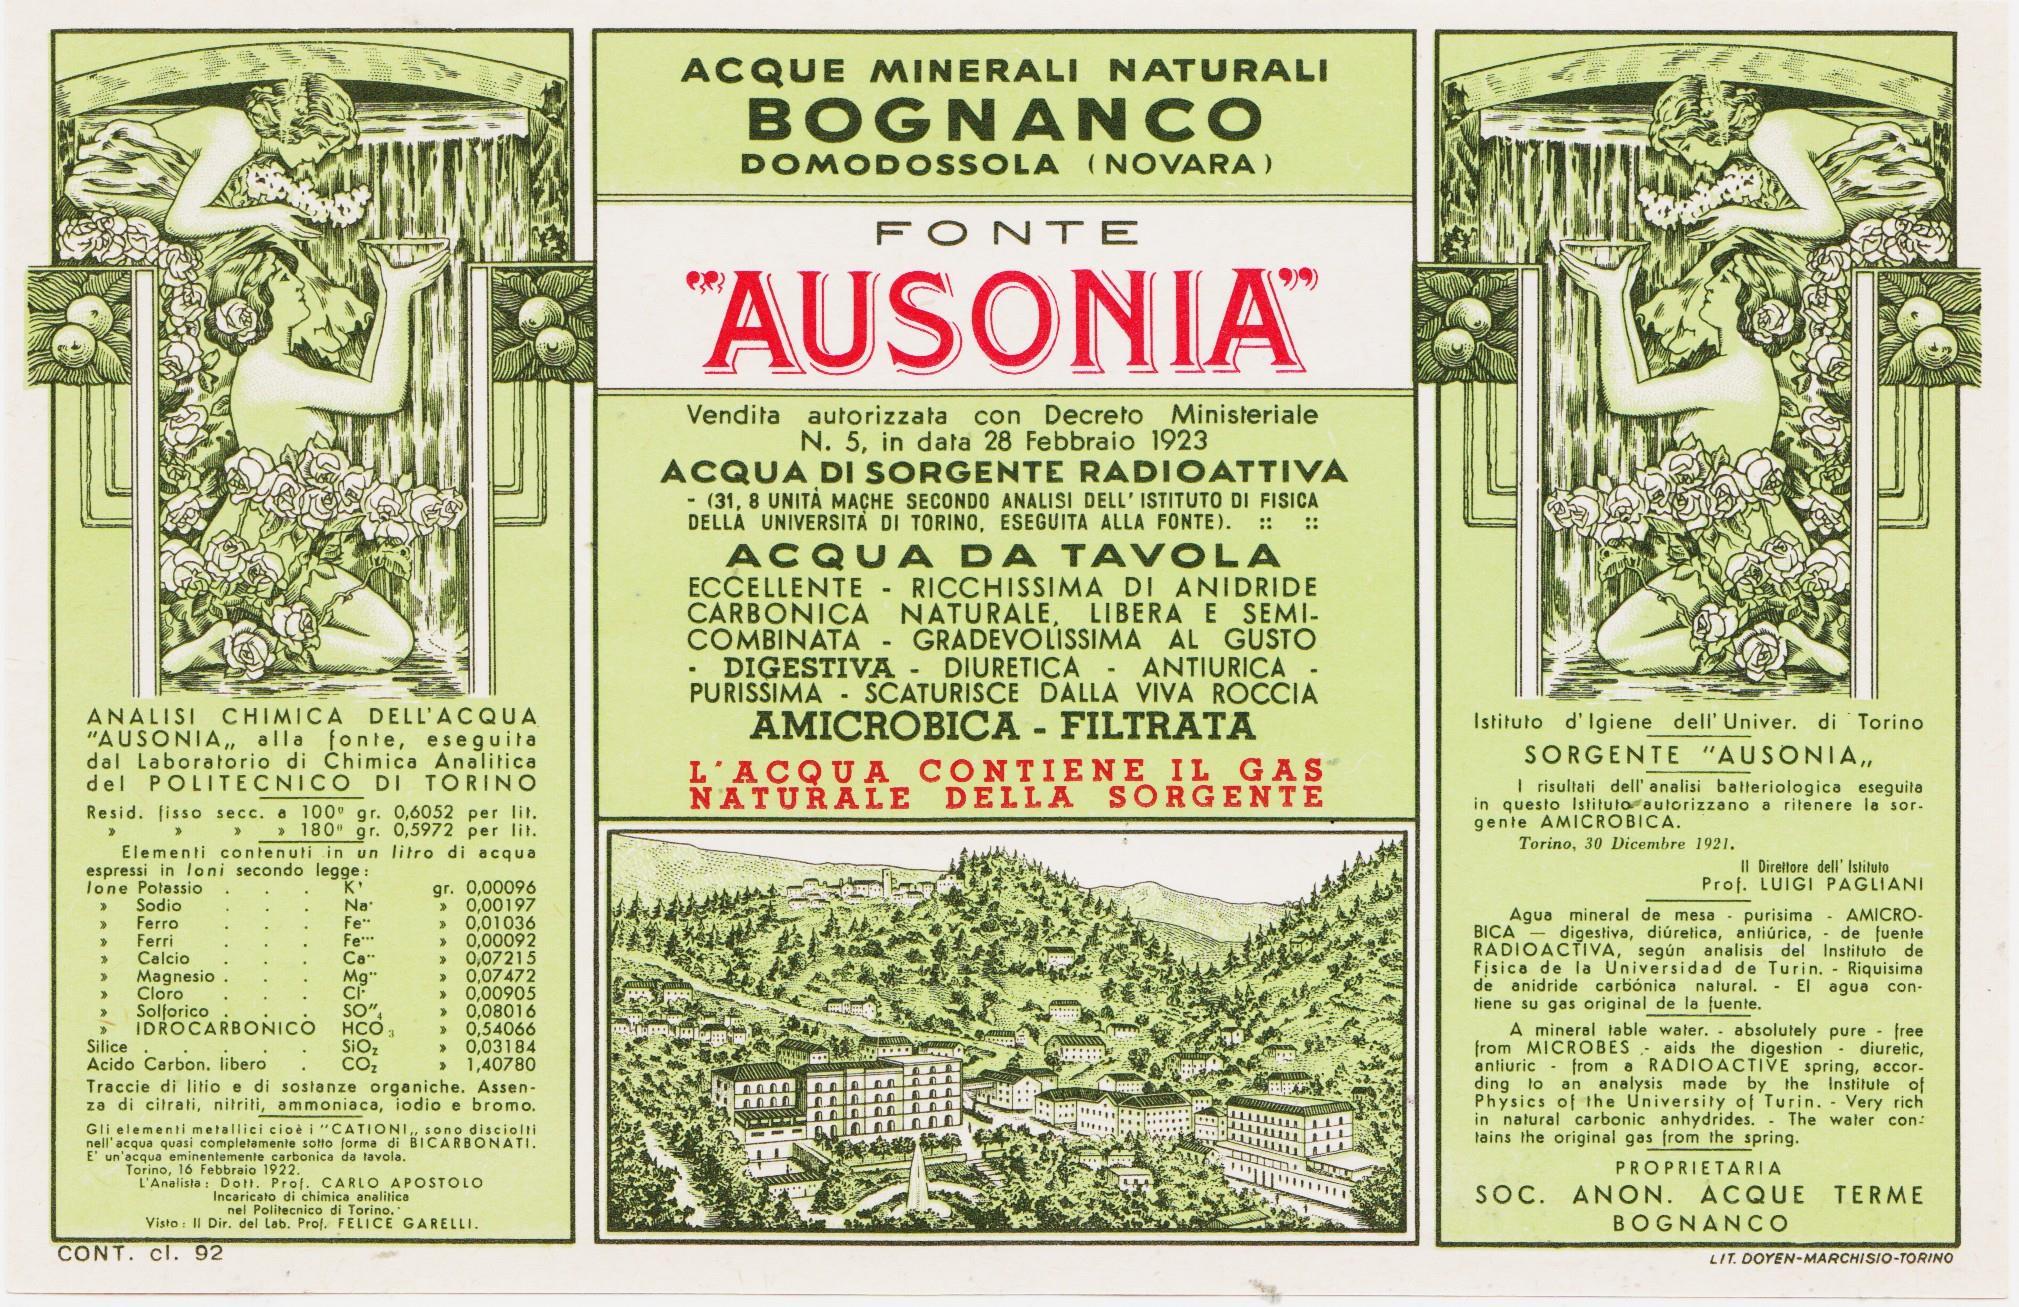 ACQUE MINERALI NATURALI
BOGNANCO
DOMODOSSOLA (NOVARA)
FONTE
"AUSONIA"
Vendita autorizzata con Decreto Ministeriale
N. 5, in data 28 Febbraio 1923
ACQUA DI SORGENTE RADIOATTIVA
- (31, 8 UNITÀ MACHE SECONDO ANALISI DELL' ISTITUTO DI FISICA
DELLA UNIVERSITÀ DI TORINO, ESEGUITA ALLA FONTE). :: ::
ACQUA DA TAVOLA
ECCELLENTE - RICCHISSIMA DI ANIDRIDE
CARBONICA NATURALE, LIBERA E SEMI-
COMBINATA - GRADEVOLISSIMA AL GUSTO
- DIGESTIVA - DIURETICA - ANTIURICA -
PURISSIMA - SCATURISCE DALLA VIVA ROCCIA
AMICROBICA - FILTRATA
L'ACQUA CONTIENE IL GAS
NATURALE DELLA SORGENTE
ANALISI CHIMICA DELL'ACQUA
"AUSONIA„ alla fonte, eseguita
dal Laboratorio di Chimica Analitica
del POLITECNICO DI TORINO
Resid. fisso secc. a 100º gr. 0,6052 per lit.
» » » » 180º gr. 0,5972 per lit.
Elementi contenuti in un litro di acqua
espressi in Ioni secondo legge:
Ione Potassio . . . K' gr. 0,00096
» Sodio . . . Na· » 0,00197
» Ferro . . . Fe·· » 0,01036
» Ferri . . . Fe··· » 0,00092
» Calcio . . . Ca·· » 0,07215
» Magnesio . . . Mg·· » 0,07472
» Cloro . . . Cl' » 0,00905
» Solforico . . . SO"₄ » 0,08016
» IDROCARBONICO HCO₃ » 0,54066
Silice . . . . . SiO₂ » 0,03184
Acido Carbon. libero . CO₂ » 1,40780
Traccie di litio e di sostanze organiche. Assen-
za di citrati, nitriti, ammoniaca, iodio e bromo.
Gli elementi metallici cioè i "CATIONI„ sono disciolti
nell'acqua quasi completamente sotto forma di BICARBONATI.
E' un'acqua eminentemente carbonica da tavola.
Torino, 16 Febbraio 1922.
L'Analista: Dott. Prof. CARLO APOSTOLO
Incaricato di chimica analitica
nel Politecnico di Torino.
Visto: Il Dir. del Lab. Prof. FELICE GARELLI.
CONT. cl. 92
Istituto d'Igiene dell'Univer. di Torino
SORGENTE "AUSONIA„
I risultati dell'analisi batteriologica eseguita
in questo Istituto autorizzano a ritenere la sor-
gente AMICROBICA.
Torino, 30 Dicembre 1921.
Il Direttore dell' Istituto
Prof. LUIGI PAGLIANI
Agua mineral de mesa - purisima - AMICRO-
BICA — digestiva, diúretica, antiúrica, - de fuente
RADIOACTIVA, según analisis del Instituto de
Fisica de la Universidad de Turin. - Riquisima
de anidride carbónica natural. - El agua con-
tiene su gas original de la fuente.
A mineral table water. - absolutely pure - free
from MICROBES - aids the digestion - diuretic,
antiuric - from a RADIOACTIVE spring, accor-
ding to an analysis made by the Institute of
Physics of the University of Turin. - Very rich
in natural carbonic anhydrides. - The water con-
tains the original gas from the spring.
PROPRIETARIA
SOC. ANON. ACQUE TERME
BOGNANCO
LIT. DOYEN-MARCHISIO-TORINO